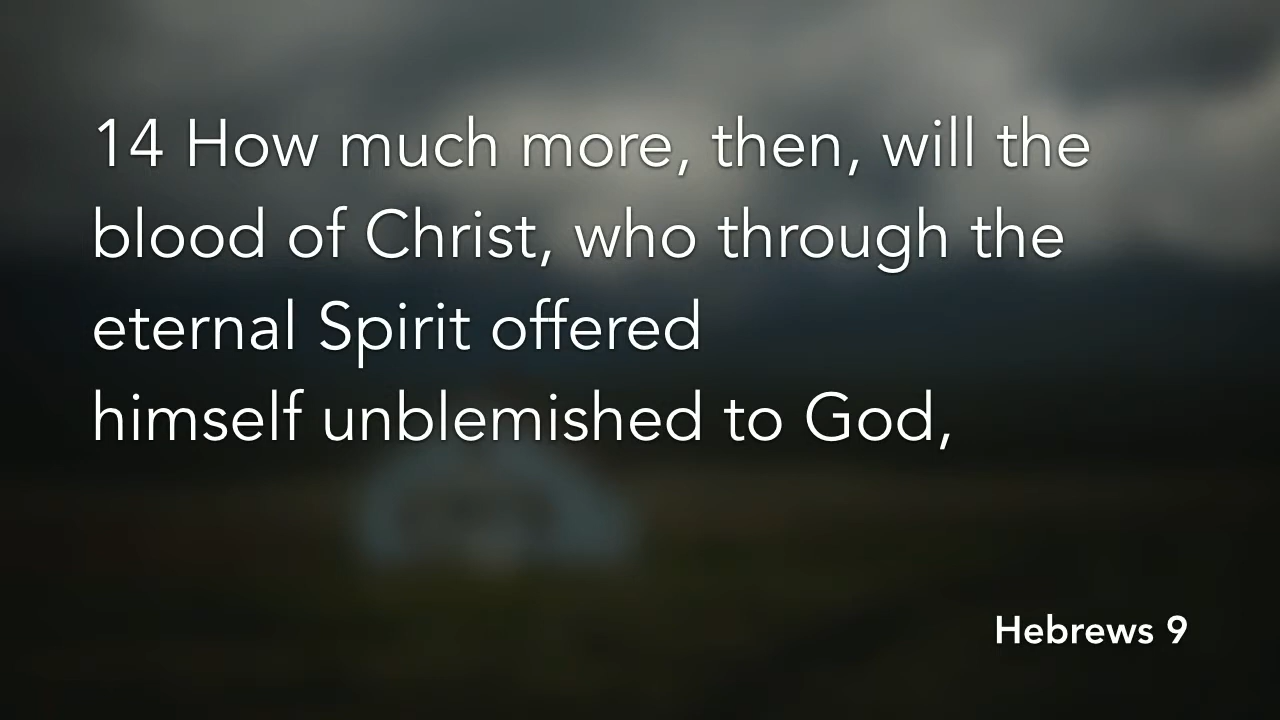 14 How much more, then, will the
blood of Christ, who through the
eternal Spirit offered
himself unblemished to God,
Hebrews 9